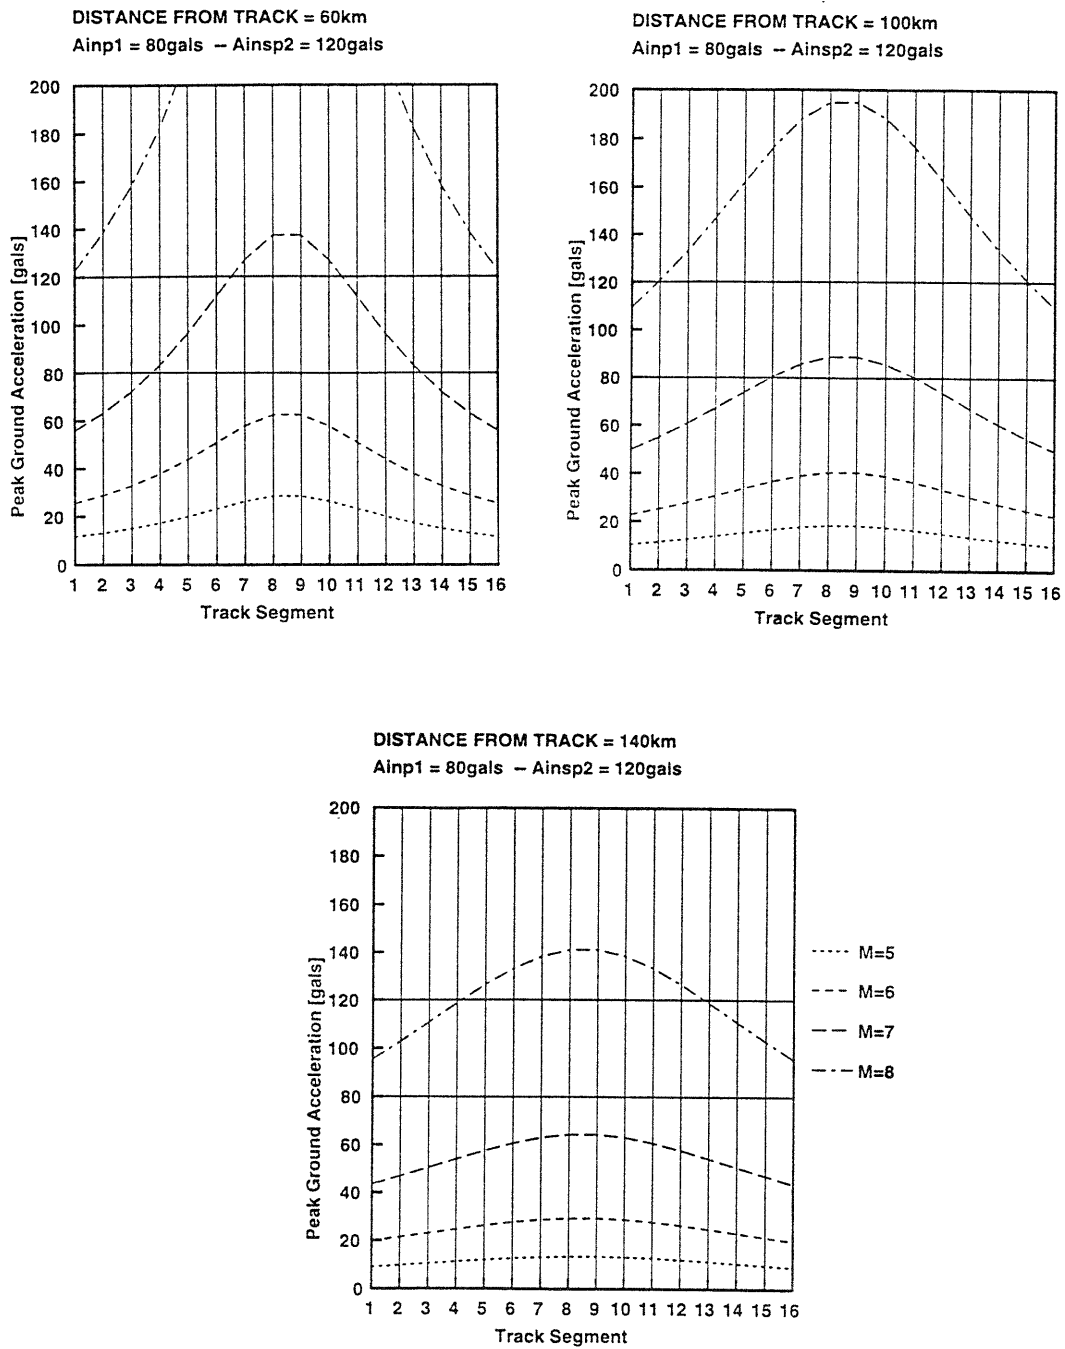 DISTANCE FROM TRACK = 60km
Ainp1 = 80gals – Ainsp2 = 120gals
200
180
160
140
120
100
80
60
40
20
0
Peak Ground Acceleration [gals]
1 2 3 4 5 6 7 8 9 10 11 12 13 14 15 16
Track Segment
DISTANCE FROM TRACK = 100km
Ainp1 = 80gals – Ainsp2 = 120gals
200
180
160
140
120
100
80
60
40
20
0
Peak Ground Acceleration [gals]
1 2 3 4 5 6 7 8 9 10 11 12 13 14 15 16
Track Segment
DISTANCE FROM TRACK = 140km
Ainp1 = 80gals – Ainsp2 = 120gals
200
180
160
140
120
100
80
60
40
20
0
Peak Ground Acceleration [gals]
1 2 3 4 5 6 7 8 9 10 11 12 13 14 15 16
Track Segment
M=5
M=6
M=7
M=8